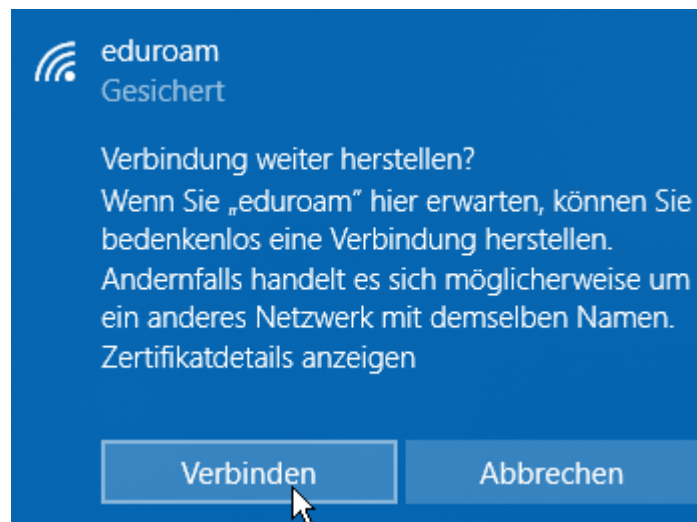 eduroam
Gesichert
Verbindung weiter herstellen?
Wenn Sie „eduroam" hier erwarten, können Sie
bedenkenlos eine Verbindung herstellen.
Andernfalls handelt es sich möglicherweise um
ein anderes Netzwerk mit demselben Namen.
Zertifikatdetails anzeigen
Verbinden Abbrechen